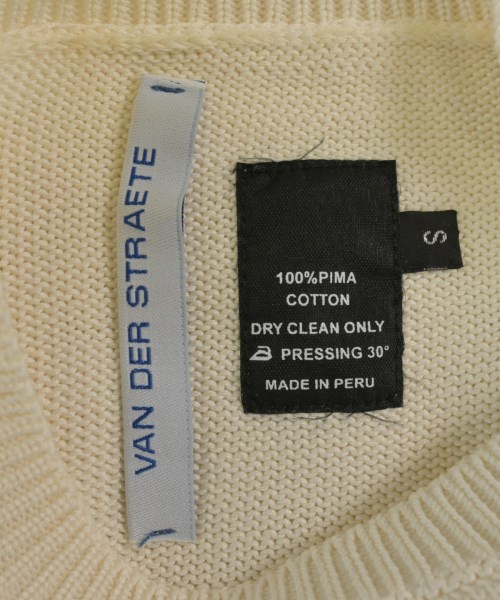 VAN DER STRAETE
100%PIMA
COTTON
DRY CLEAN ONLY
PRESSING 30°
MADE IN PERU
S